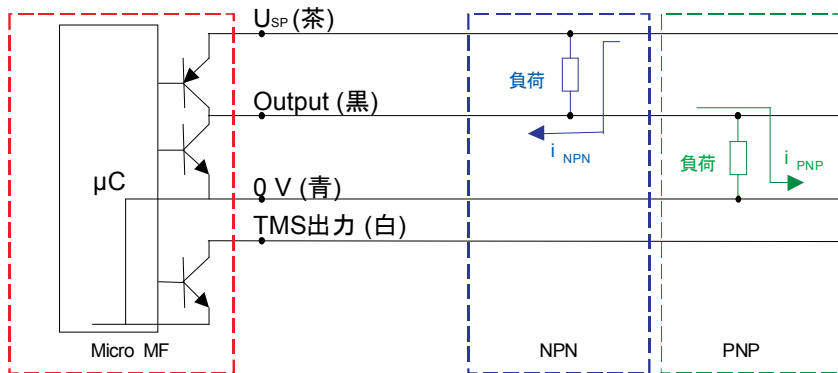 USP (茶)
Output (黒)
0 V (青)
TMS出力 (白)
µC
Micro MF
負荷
i NPN
NPN
負荷
i PNP
PNP